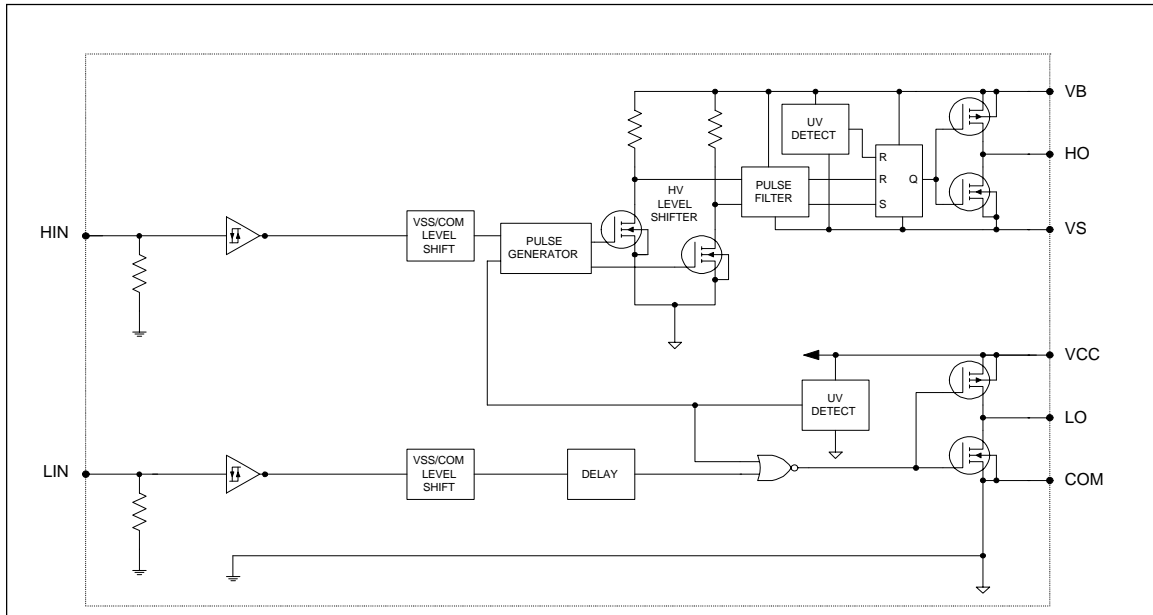 VB
UV
DETECT
R
HO
R
Q
PULSE
FILTER
HV
LEVEL
SHIFTER
S
VSS/COM
LEVEL
SHIFT
HIN
PULSE
GENERATOR
VS
VCC
UV
DETECT
LO
VSS/COM
LEVEL
SHIFT
LIN
DELAY
COM